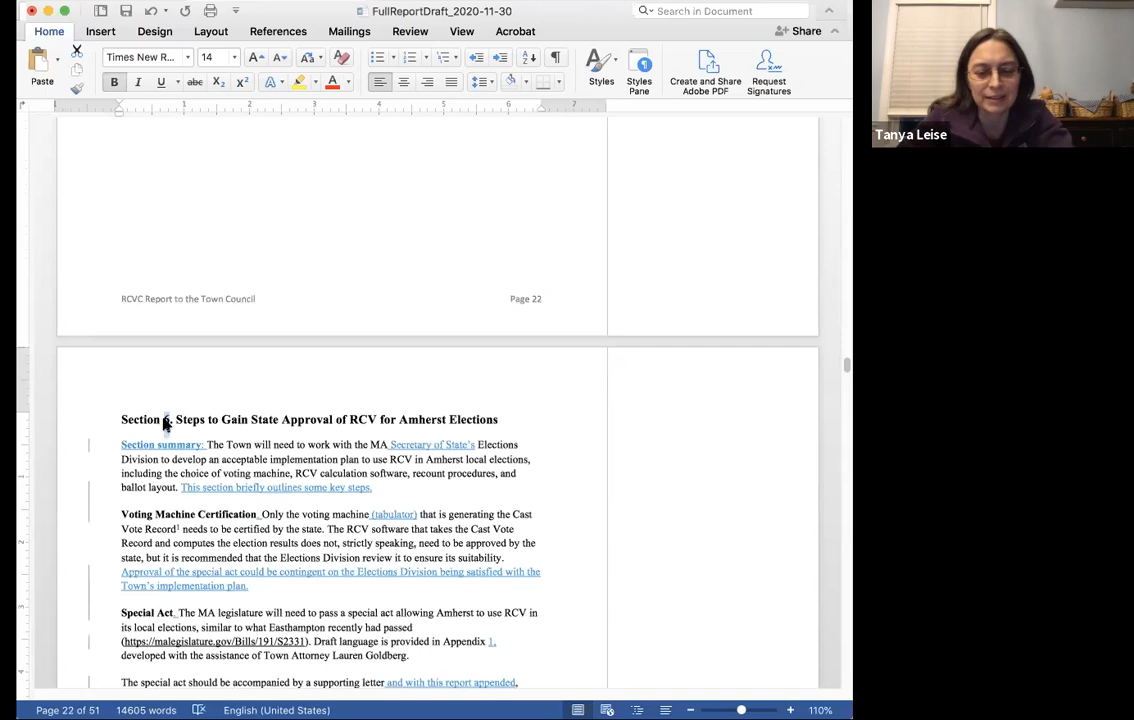 FullReportDraft_2020-11-30
Search in Document
Home Insert Design Layout References Mailings Review View Acrobat Share
Paste
Times New R... 14
Styles
Styles Pane
Create and Share Adobe PDF
Request Signatures
Tanya Leise
1 2 3 4 5 6 7
RCVC Report to the Town Council Page 22
Section 6. Steps to Gain State Approval of RCV for Amherst Elections
Section summary: The Town will need to work with the MA Secretary of State's Elections
Division to develop an acceptable implementation plan to use RCV in Amherst local elections,
including the choice of voting machine, RCV calculation software, recount procedures, and
ballot layout. This section briefly outlines some key steps.
Voting Machine Certification Only the voting machine (tabulator) that is generating the Cast
Vote Record1 needs to be certified by the state. The RCV software that takes the Cast Vote
Record and computes the election results does not, strictly speaking, need to be approved by the
state, but it is recommended that the Elections Division review it to ensure its suitability.
Approval of the special act could be contingent on the Elections Division being satisfied with the
Town's implementation plan.
Special Act The MA legislature will need to pass a special act allowing Amherst to use RCV in
its local elections, similar to what Easthampton recently had passed
(https://malegislature.gov/Bills/191/S2331). Draft language is provided in Appendix 1,
developed with the assistance of Town Attorney Lauren Goldberg.
The special act should be accompanied by a supporting letter and with this report appended,
Page 22 of 51 14605 words English (United States) 110%